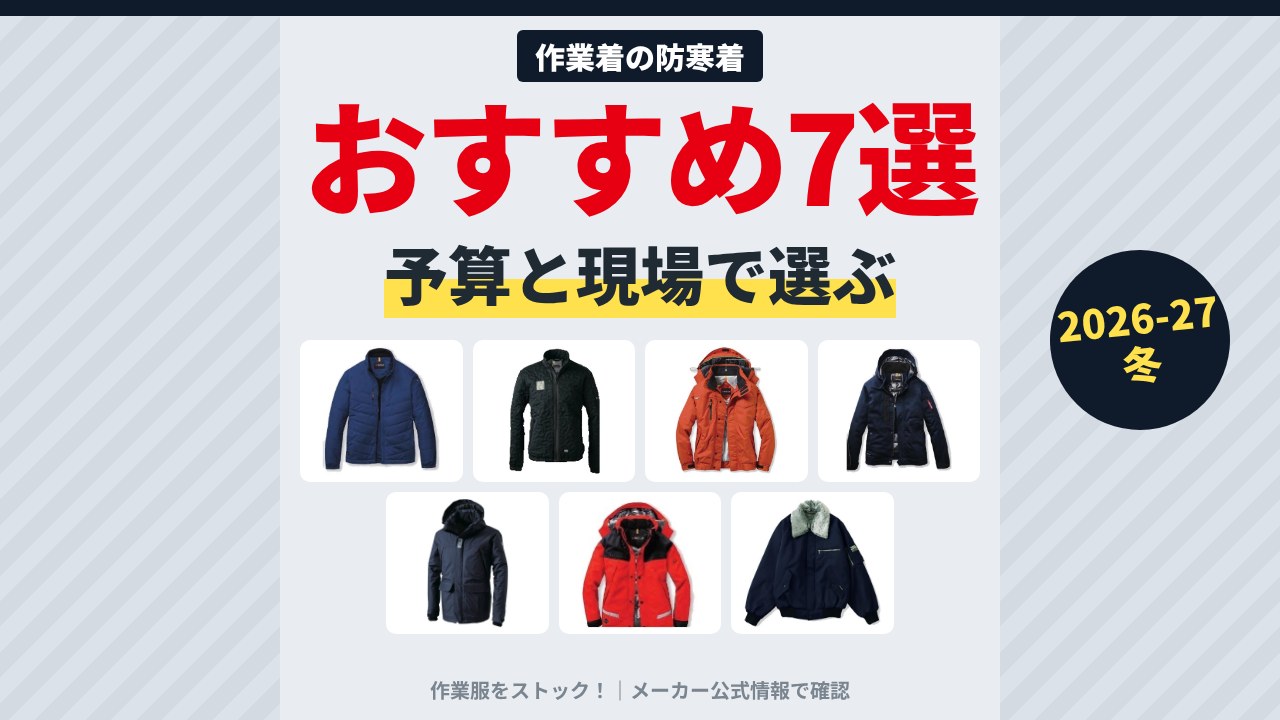 作業着の防寒着
おすすめ7選
予算と現場で選ぶ
2026-27
冬
作業服をストック！｜メーカー公式情報で確認